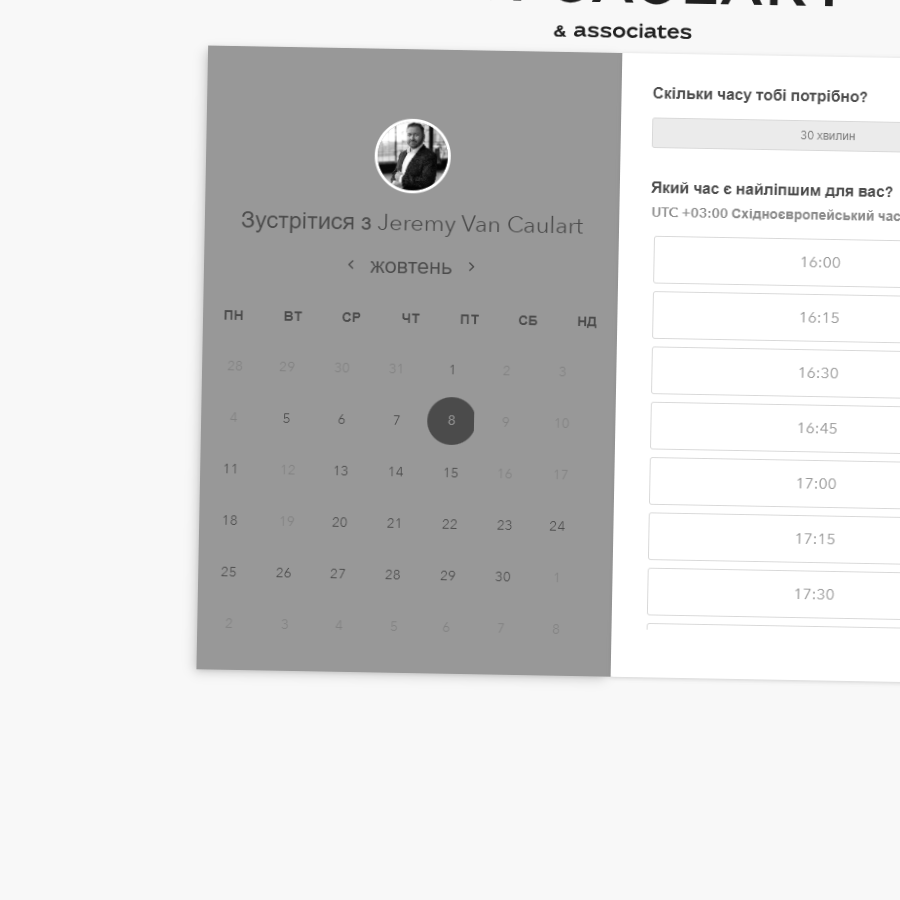 & associates
Зустрітися з Jeremy Van Caulart
жовтень
ПН ВТ СР ЧТ ПТ СБ НД
28 29 30 31 1 2 3
4 5 6 7 8 9 10
11 12 13 14 15 16 17
18 19 20 21 22 23 24
25 26 27 28 29 30 1
2 3 4 5 6 7 8
Скільки часу тобі потрібно?
30 хвилин
Який час є найліпшим для вас?
UTC +03:00 Східноєвропейський час
16:00
16:15
16:30
16:45
17:00
17:15
17:30